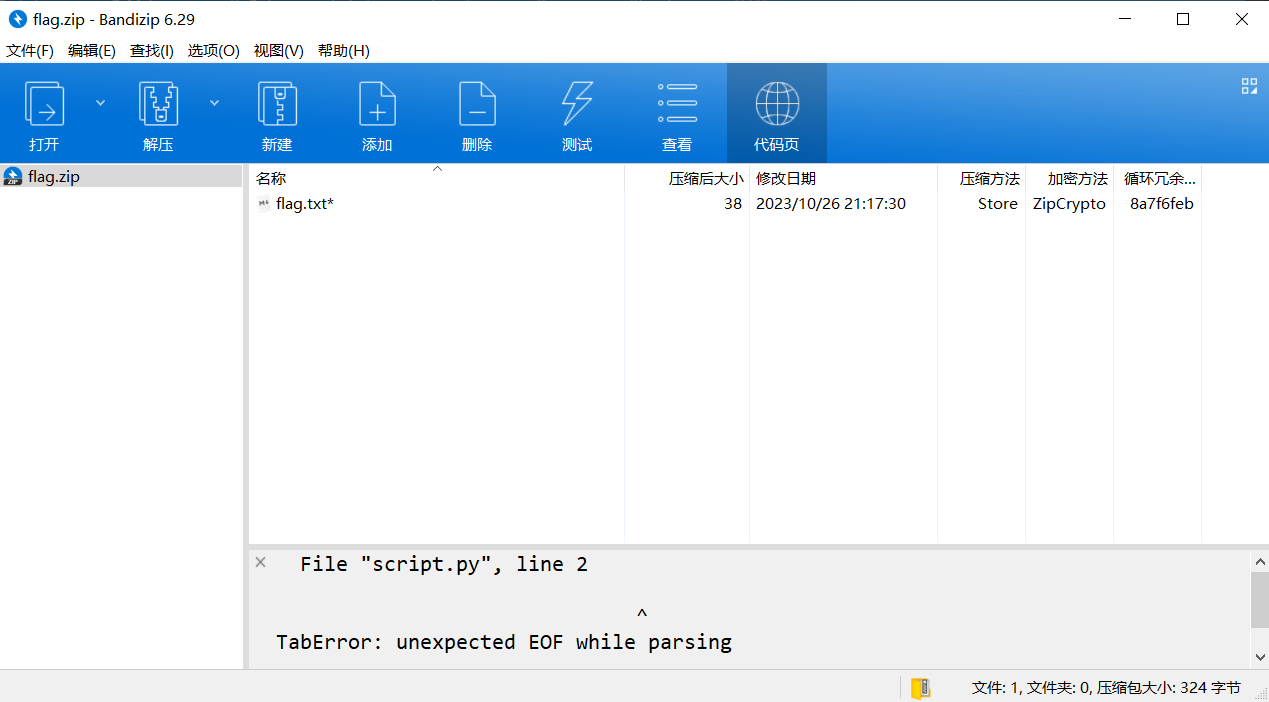 flag.zip - Bandizip 6.29
文件(F) 编辑(E) 查找(I) 选项(O) 视图(V) 帮助(H)
打开 解压 新建 添加 删除 测试 查看 代码页
flag.zip
名称 压缩后大小 修改日期 压缩方法 加密方法 循环冗余...
flag.txt* 38 2023/10/26 21:17:30 Store ZipCrypto 8a7f6feb
File "script.py", line 2
^
TabError: unexpected EOF while parsing
文件: 1, 文件夹: 0, 压缩包大小: 324 字节